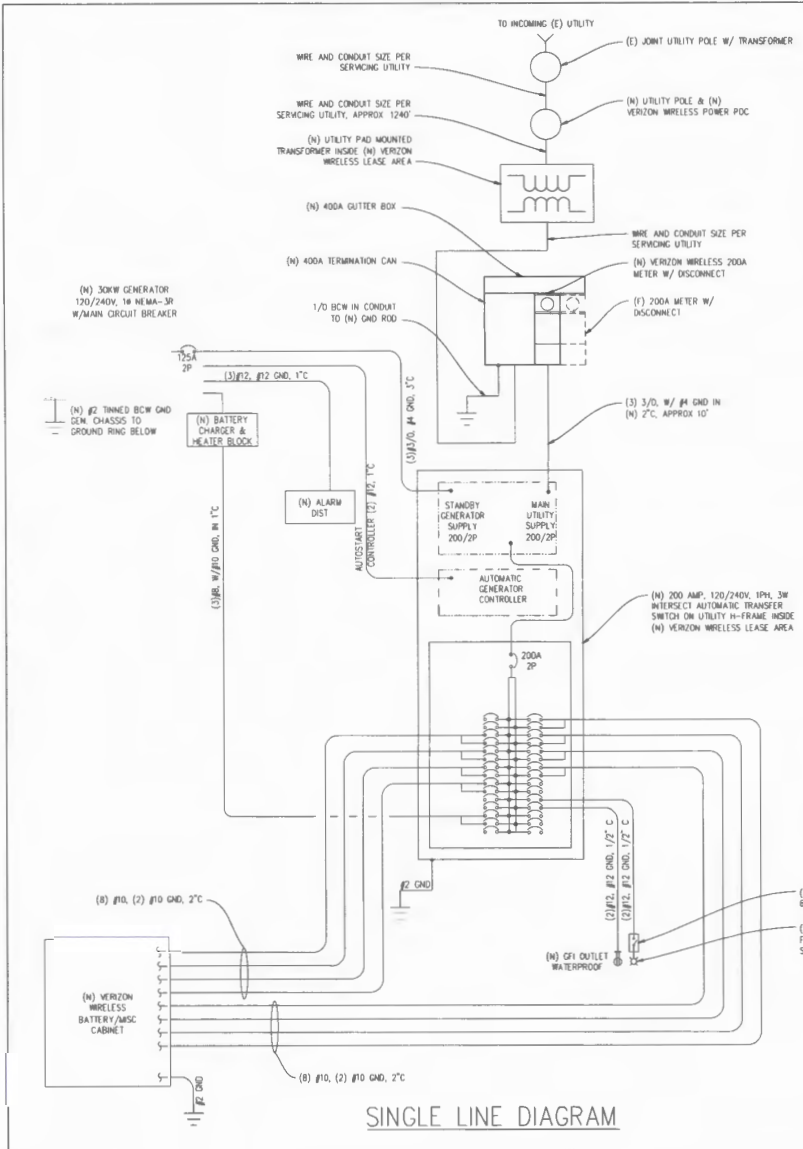 TO INCOMING (E) UTILITY
(E) JOINT UTILITY POLE W/ TRANSFORMER
WIRE AND CONDUIT SIZE PER
SERVICING UTILITY
WIRE AND CONDUIT SIZE PER
SERVICING UTILITY, APPROX 1240'
(N) UTILITY POLE & (N)
VERIZON WIRELESS POWER POC
(N) UTILITY PAD MOUNTED
TRANSFORMER INSIDE (N) VERIZON
WIRELESS LEASE AREA
(N) 400A GUTTER BOX
WIRE AND CONDUIT SIZE PER
SERVICING UTILITY
(N) 400A TERMINATION CAN
(N) VERIZON WIRELESS 200A
METER W/ DISCONNECT
(N) 30KW GENERATOR
120/240V, 1Φ NEMA-3R
W/MAIN CIRCUIT BREAKER
1/0 BCW IN CONDUIT
TO (N) GND ROD
(F) 200A METER W/
DISCONNECT
125A
2P
(3)#12, #12 GND, 1"C
(N) #2 TINNED BCW GND
GEN. CHASSIS TO
GROUND RING BELOW
(N) BATTERY
CHARGER &
HEATER BLOCK
(3)#3/0, #4 GND, 3"C
(3) 3/0, W/ #4 GND IN
(N) 2"C, APPROX 10'
(N) ALARM
DIST
AUTOSTART
CONTROLLER (2) #12, 1"C
STANDBY
GENERATOR
SUPPLY
200/2P
MAIN
UTILITY
SUPPLY
200/2P
(3)#8, W/#10 GND, IN 1"C
AUTOMATIC
GENERATOR
CONTROLLER
(N) 200 AMP, 120/240V, 1PH, 3W
INTERSECT AUTOMATIC TRANSFER
SWITCH ON UTILITY H-FRAME INSIDE
(N) VERIZON WIRELESS LEASE AREA
200A
2P
(2)#12, #12 GND, 1/2" C
(2)#12, #12 GND, 1/2" C
#2 GND
(8) #10, (2) #10 GND, 2"C
(N) GFI OUTLET
WATERPROOF
(N) VERIZON
WIRELESS
BATTERY/MISC
CABINET
(8) #10, (2) #10 GND, 2"C
#2 GND
SINGLE LINE DIAGRAM